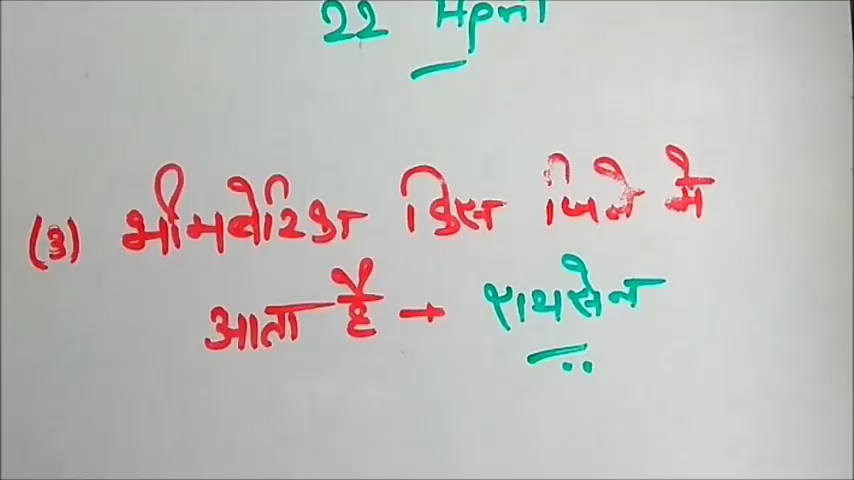 22 April
(3) भीमबेटिका किस जिले मे
आता है → रायसेन